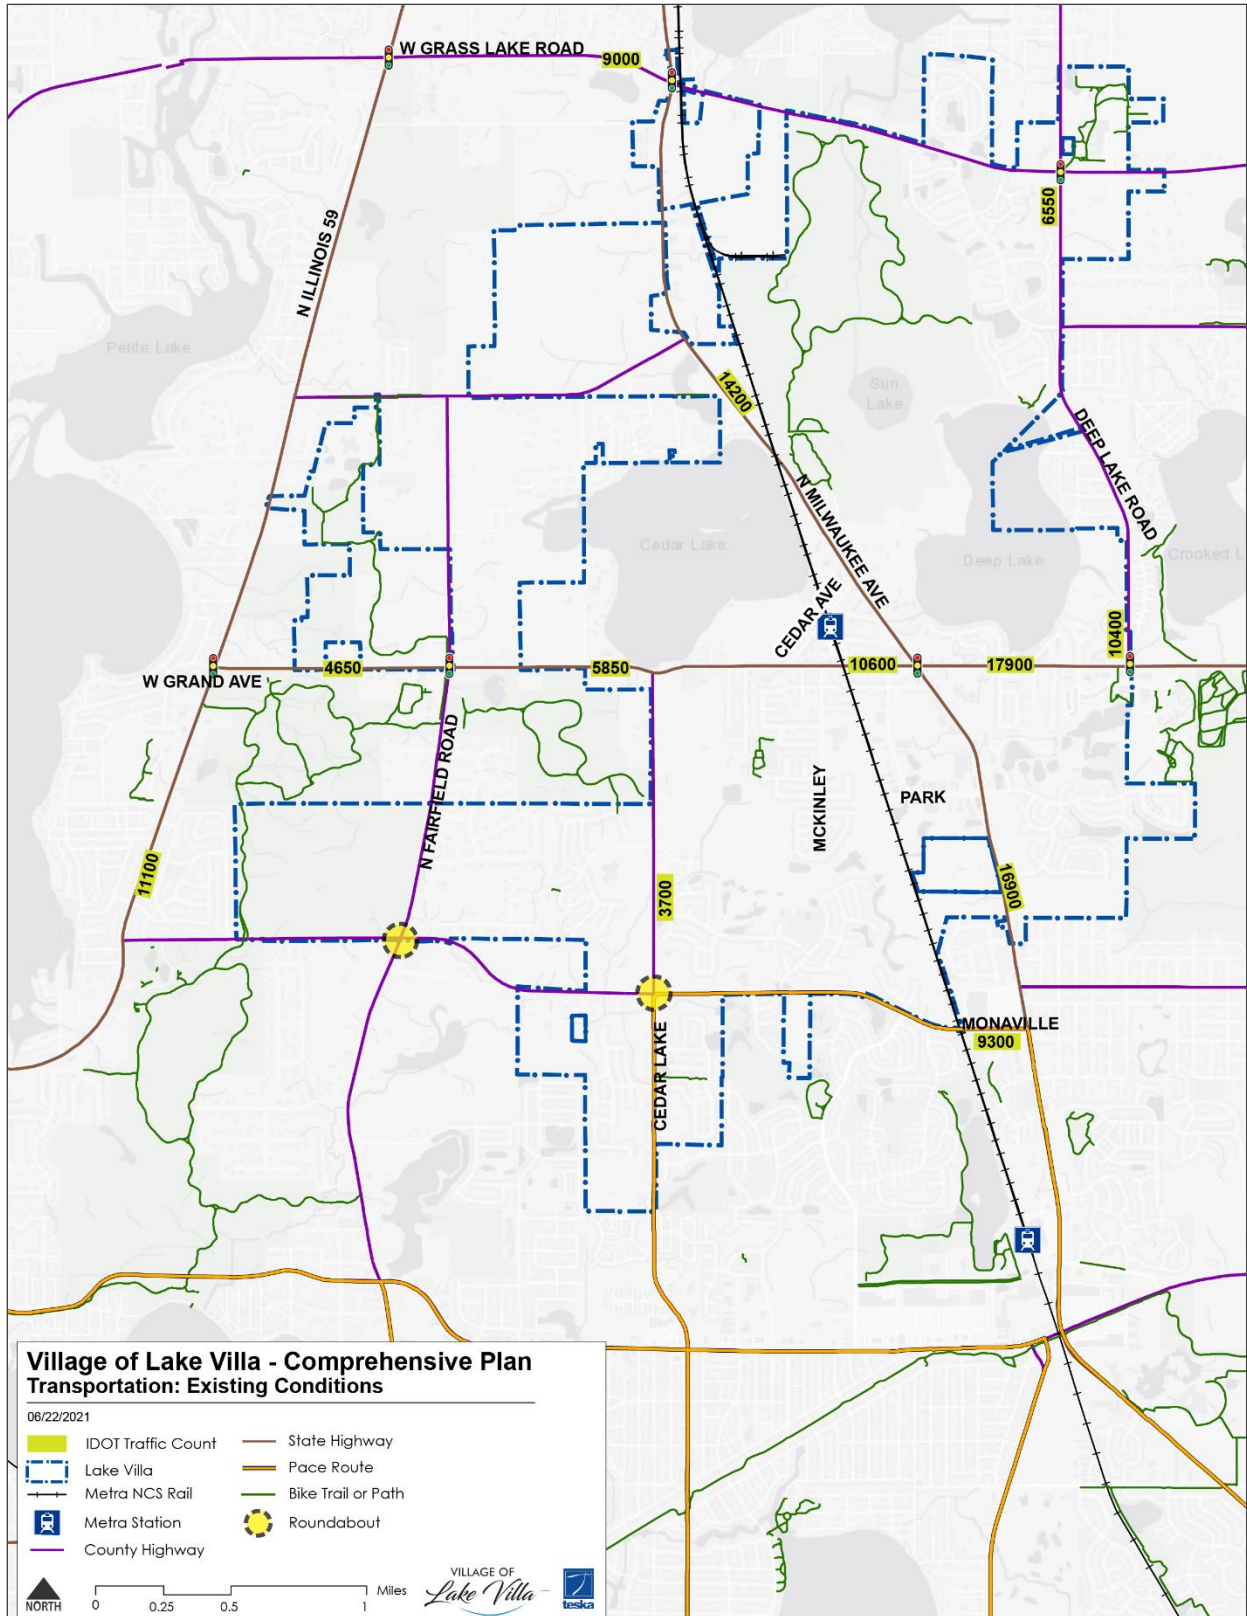 W GRASS LAKE ROAD
9000
6550
N ILLINOIS 59
Petite Lake
14200
Sun
Lake
DEEP LAKE ROAD
N MILWAUKEE AVE
Cedar Lake
Deep Lake
Crooked L
CEDAR AVE
10400
W GRAND AVE
4650
5850
10600
17900
N FAIRFIELD ROAD
MCKINLEY
PARK
11100
3700
16900
CEDAR LAKE
MONAVILLE
9300
Village of Lake Villa - Comprehensive Plan
Transportation: Existing Conditions
06/22/2021
IDOT Traffic Count
Lake Villa
Metra NCS Rail
Metra Station
County Highway
State Highway
Pace Route
Bike Trail or Path
Roundabout
NORTH
0 0.25 0.5 1 Miles
VILLAGE OF
Lake Villa
teska